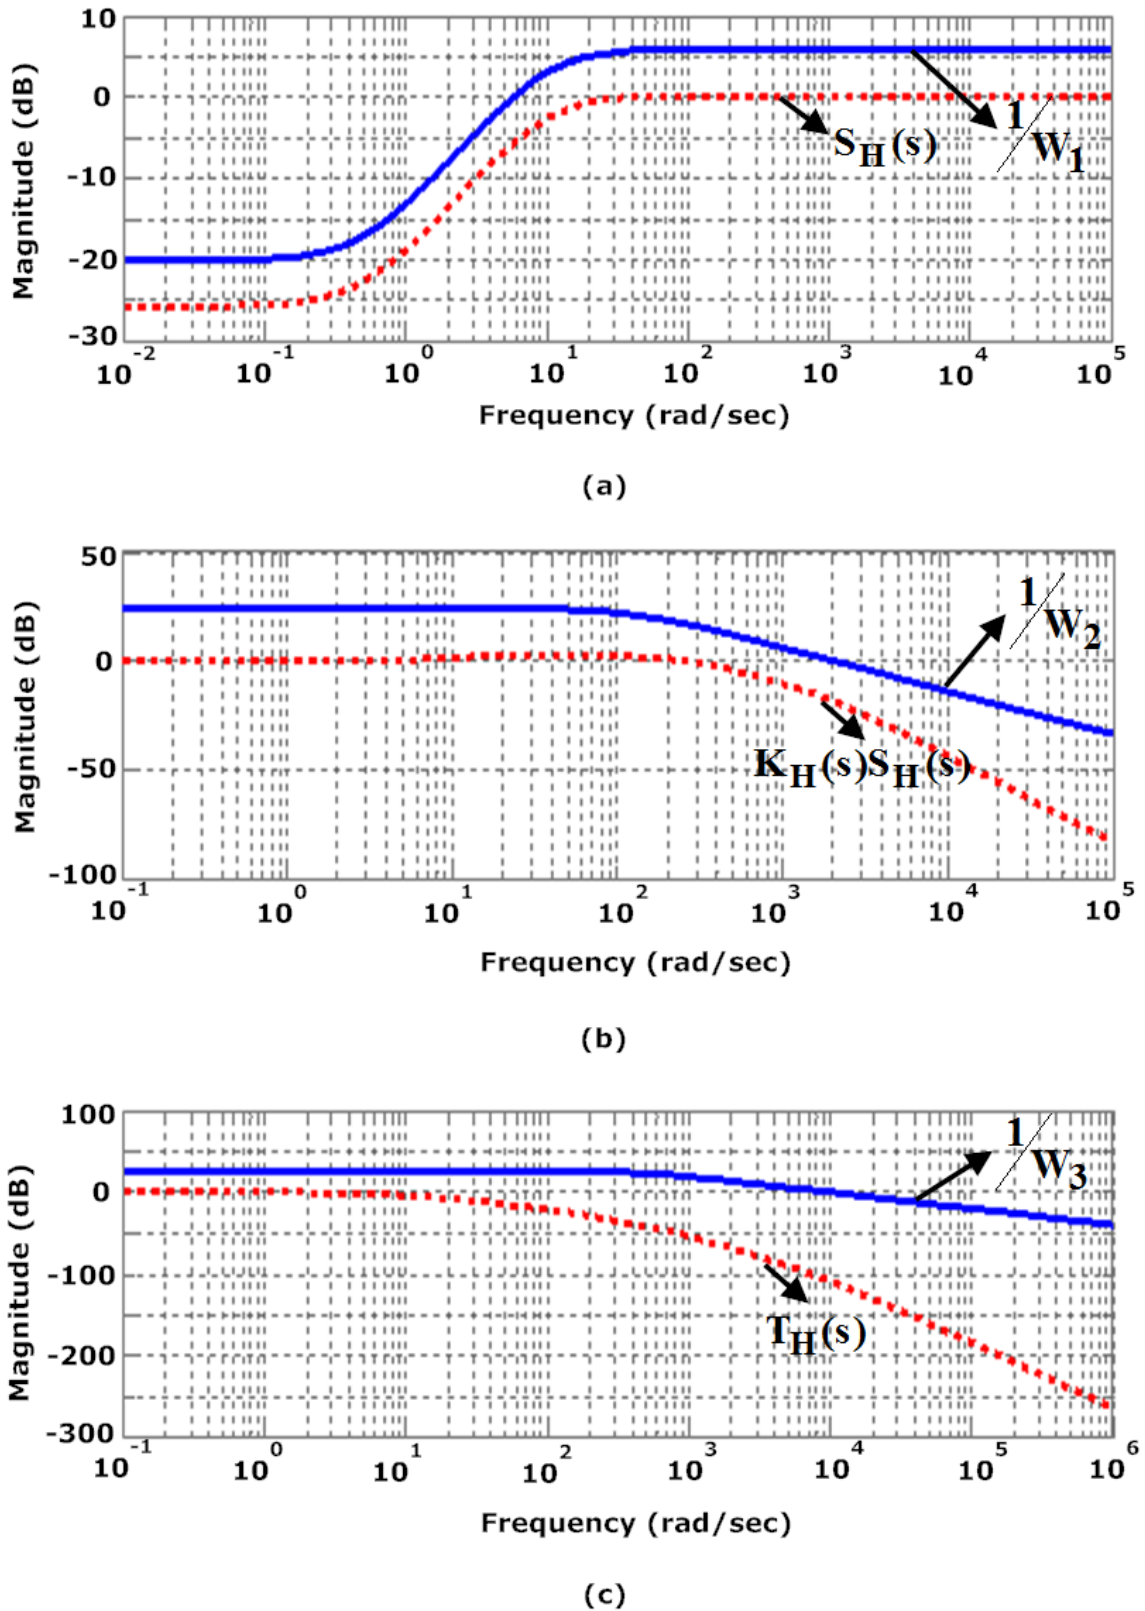 10
0
-10
-20
-30
Magnitude (dB)
S_H(s)
1/W_1
10^-2 10^-1 10^0 10^1 10^2 10^3 10^4 10^5
Frequency (rad/sec)
(a)
50
0
-50
-100
Magnitude (dB)
1/W_2
K_H(s)S_H(s)
10^-1 10^0 10^1 10^2 10^3 10^4 10^5
Frequency (rad/sec)
(b)
100
0
-100
-200
-300
Magnitude (dB)
1/W_3
T_H(s)
10^-1 10^0 10^1 10^2 10^3 10^4 10^5 10^6
Frequency (rad/sec)
(c)